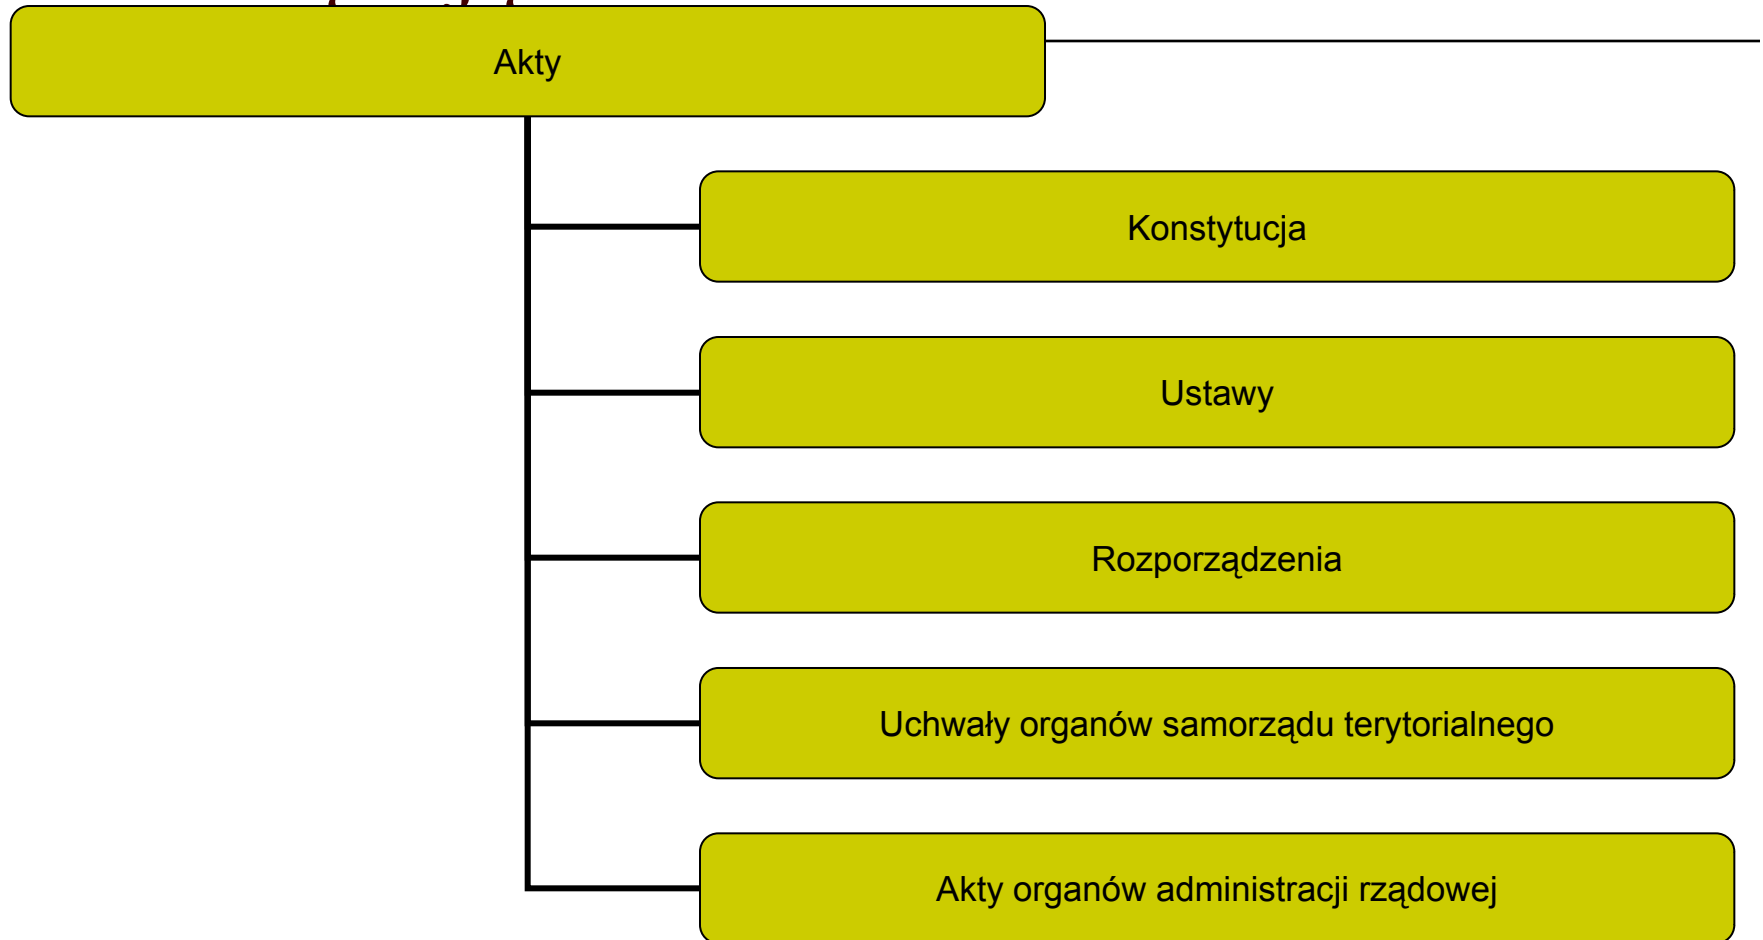 Akty
Konstytucja
Ustawy
Rozporządzenia
Uchwały organów samorządu terytorialnego
Akty organów administracji rządowej